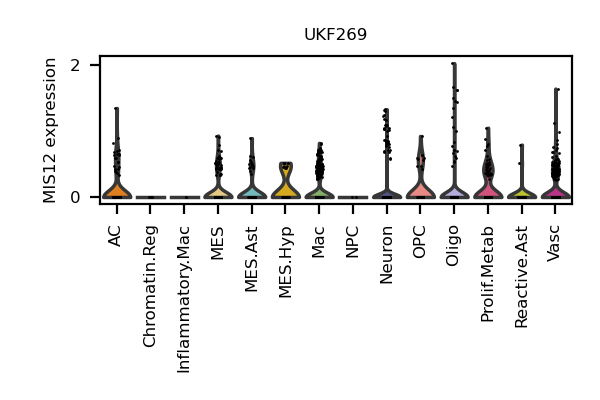 UKF269
MIS12 expression
2
0
AC
Chromatin.Reg
Inflammatory.Mac
MES
MES.Ast
MES.Hyp
Mac
NPC
Neuron
OPC
Oligo
Prolif.Metab
Reactive.Ast
Vasc